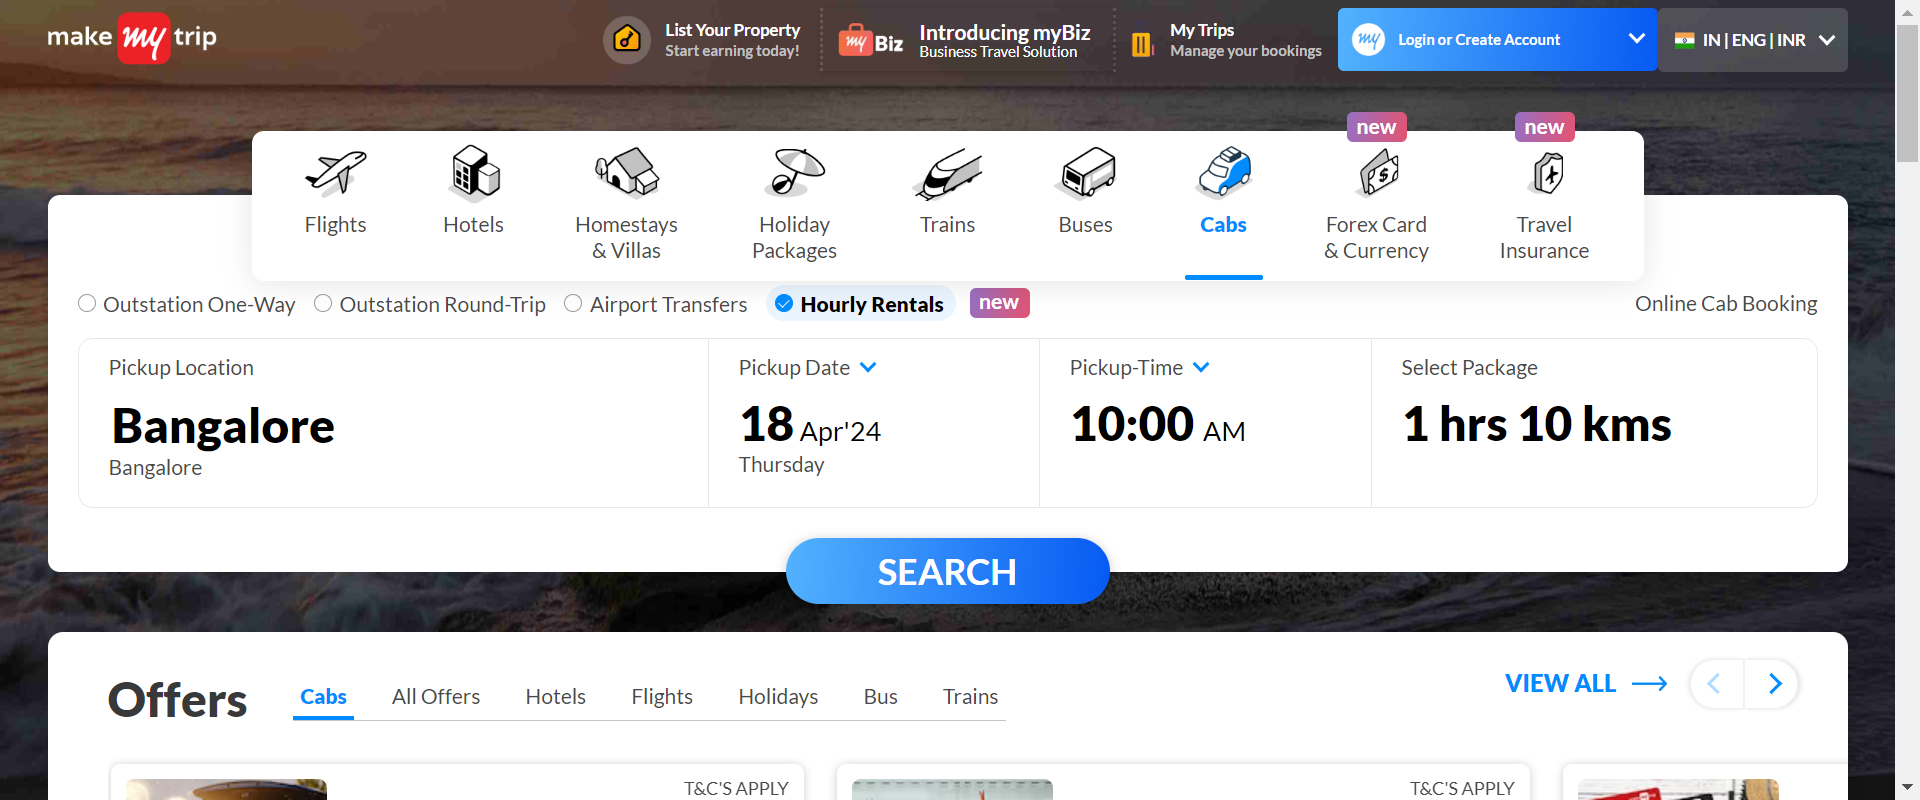 make my trip
List Your Property
Start earning today!
my Biz
Introducing myBiz
Business Travel Solution
My Trips
Manage your bookings
my
Login or Create Account
IN | ENG | INR
new
new
Flights
Hotels
Homestays
& Villas
Holiday
Packages
Trains
Buses
Cabs
Forex Card
& Currency
Travel
Insurance
Outstation One-Way
Outstation Round-Trip
Airport Transfers
Hourly Rentals
new
Online Cab Booking
Pickup Location
Bangalore
Bangalore
Pickup Date
18 Apr'24
Thursday
Pickup-Time
10:00 AM
Select Package
1 hrs 10 kms
SEARCH
Offers
Cabs
All Offers
Hotels
Flights
Holidays
Bus
Trains
VIEW ALL
T&C'S APPLY
T&C'S APPLY